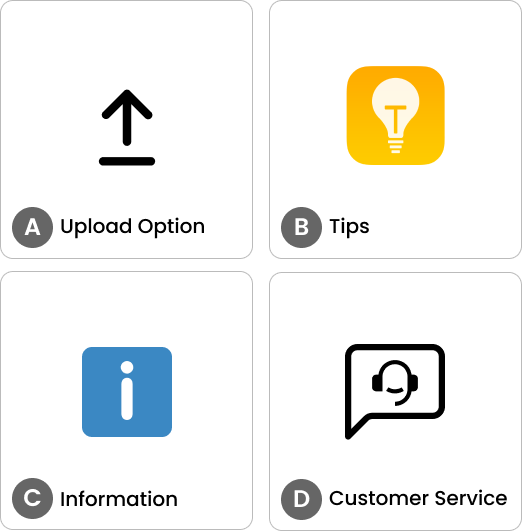 T
A Upload Option
B Tips
i
C Information
D Customer Service